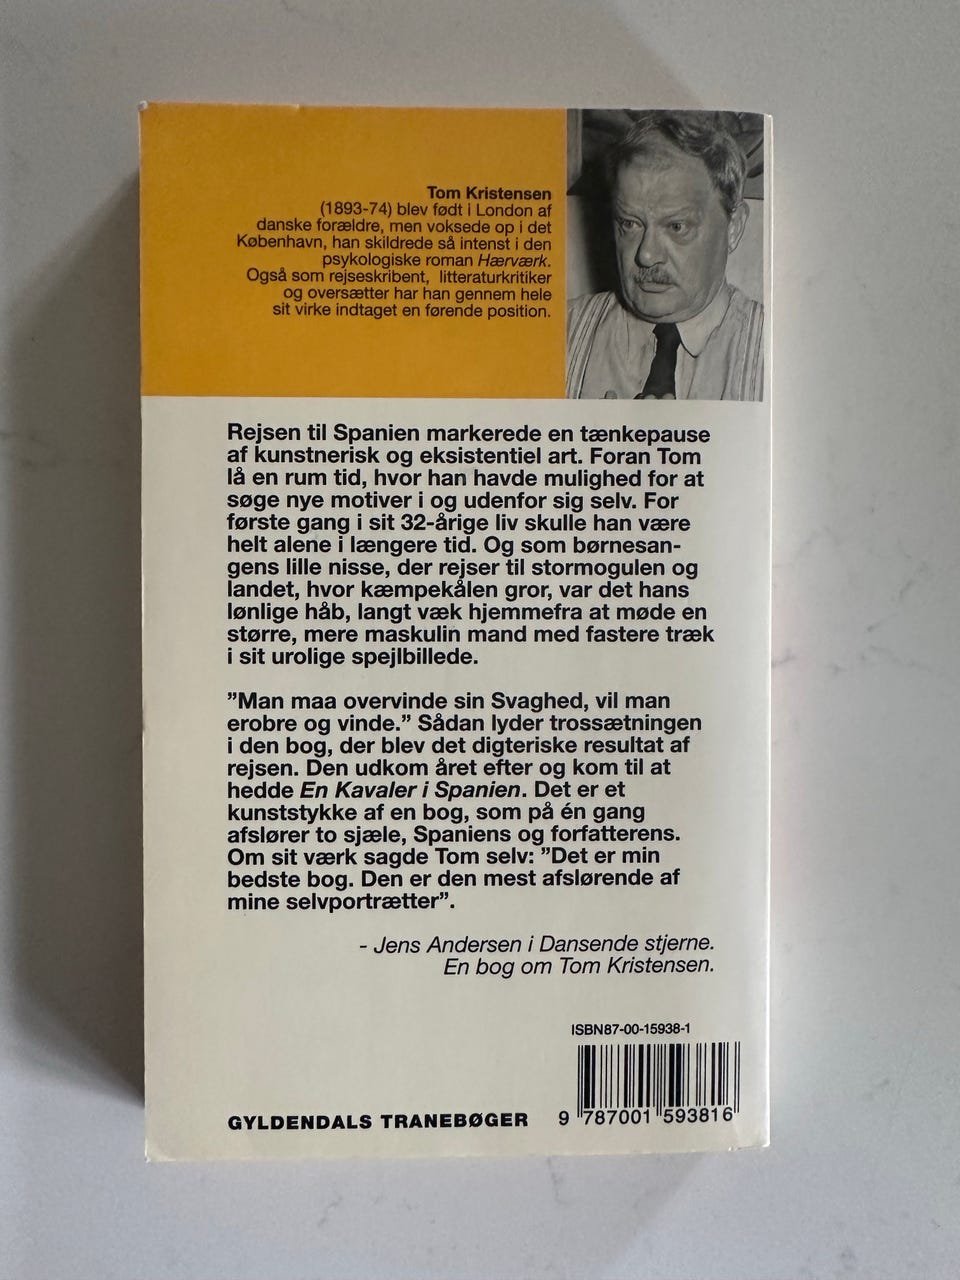 Tom Kristensen
(1893-74) blev født i London af
danske forældre, men voksede op i det
København, han skildrede så intenst i den
psykologiske roman Hærværk.
Også som rejseskribent, litteraturkritiker
og oversætter har han gennem hele
sit virke indtaget en førende position.
Rejsen til Spanien markerede en tænkepause
af kunstnerisk og eksistentiel art. Foran Tom
lå en rum tid, hvor han havde mulighed for at
søge nye motiver i og udenfor sig selv. For
første gang i sit 32-årige liv skulle han være
helt alene i længere tid. Og som børnesan-
gens lille nisse, der rejser til stormogulen og
landet, hvor kæmpekålen gror, var det hans
lønlige håb, langt væk hjemmefra at møde en
større, mere maskulin mand med fastere træk
i sit urolige spejlbillede.
”Man maa overvinde sin Svaghed, vil man
erobre og vinde.” Sådan lyder trossætningen
i den bog, der blev det digteriske resultat af
rejsen. Den udkom året efter og kom til at
hedde En Kavaler i Spanien. Det er et
kunststykke af en bog, som på én gang
afslører to sjæle, Spaniens og forfatterens.
Om sit værk sagde Tom selv: ”Det er min
bedste bog. Den er den mest afslørende af
mine selvportrætter”.
- Jens Andersen i Dansende stjerne.
En bog om Tom Kristensen.
ISBN87-00-15938-1
GYLDENDALS TRANEBØGER
9 787001 593816